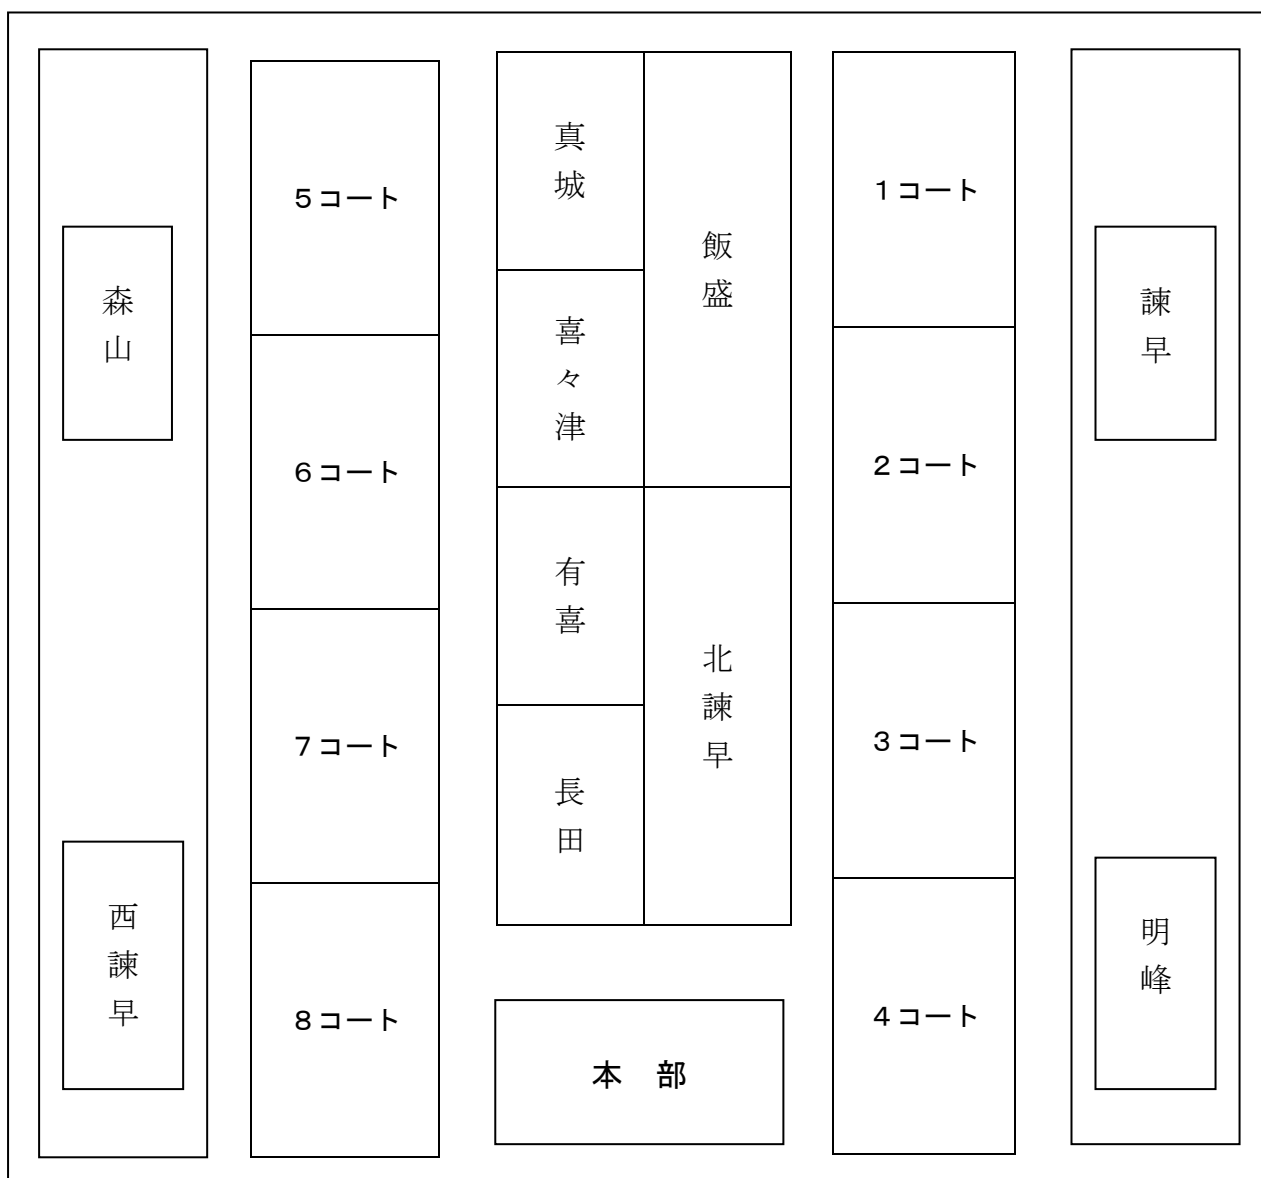 森山
西諫早
５コート
６コート
７コート
８コート
真城
喜々津
有喜
長田
飯盛
北諫早
本　部
１コート
２コート
３コート
４コート
諫早
明峰